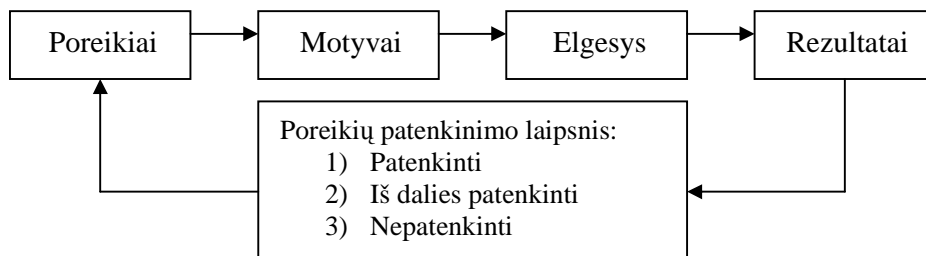 Poreikiai
Motyvai
Elgesys
Rezultatai
Poreikių patenkinimo laipsnis:
1) Patenkinti
2) Iš dalies patenkinti
3) Nepatenkinti